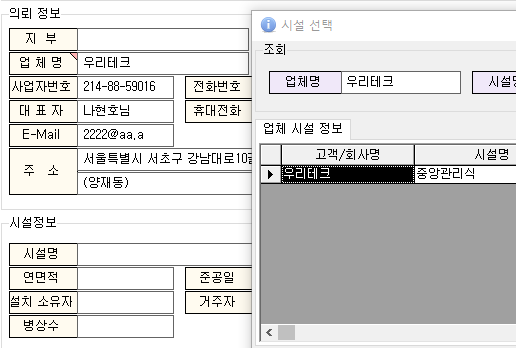 의뢰 정보
지 부
업 체 명 우리테크
사업자번호 214-88-59016 전화번호
대 표 자 나현호님 휴대전화
E-Mail 2222@aa.a
주 소 서울특별시 서초구 강남대로10길
(양재동)
시설정보
시설명
연면적 준공일
설치 소유자 거주자
병상수
시설 선택
조회
업체명 우리테크 시설명
업체 시설 정보
고객/회사명 시설명
우리테크 중앙관리식